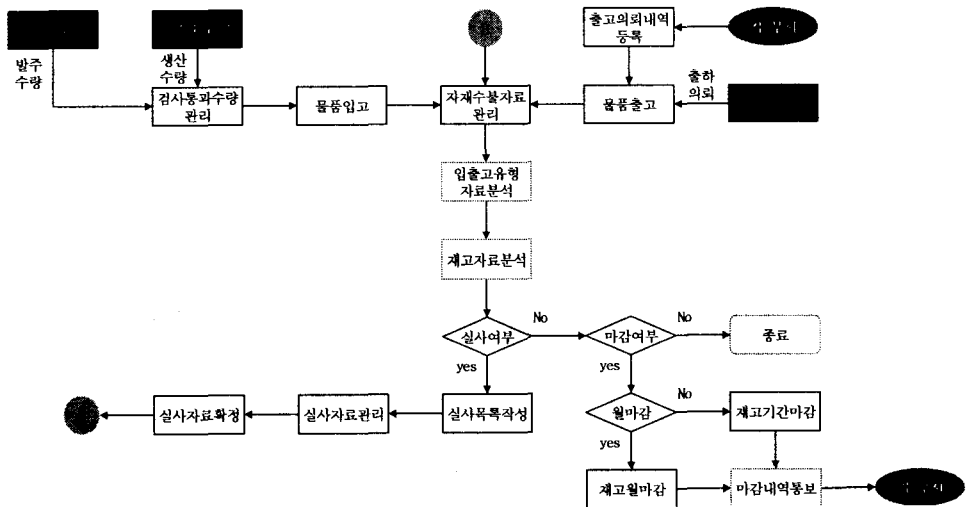 출고의뢰내역
등록
발주
수량
생산
수량
출하
의뢰
검사통과수량
관리
물품입고
자재수불자료
관리
물품출고
입출고유형
자료분석
재고자료분석
실사여부
No
마감여부
No
종료
yes
yes
실사자료확정
실사자료관리
실사목록작성
월마감
No
재고기간마감
yes
재고월마감
마감내역통보